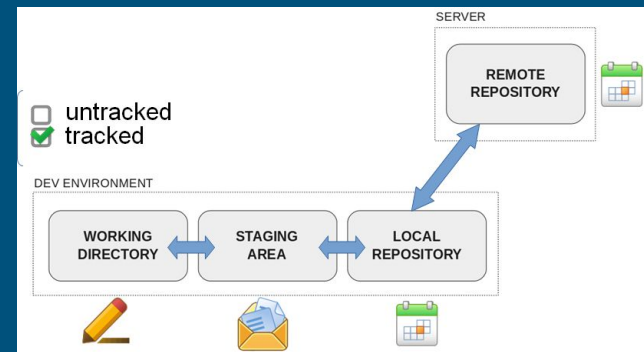 SERVER
REMOTE
REPOSITORY
untracked
tracked
DEV ENVIRONMENT
WORKING
DIRECTORY
STAGING
AREA
LOCAL
REPOSITORY